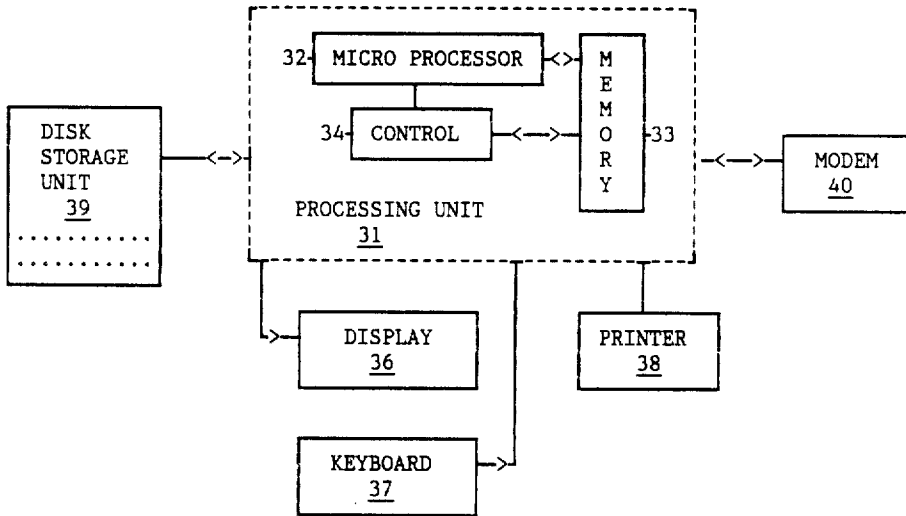 32 MICRO PROCESSOR
34 CONTROL
M
E
M
O
R
Y
33
DISK
STORAGE
UNIT
39
PROCESSING UNIT
31
MODEM
40
DISPLAY
36
PRINTER
38
KEYBOARD
37